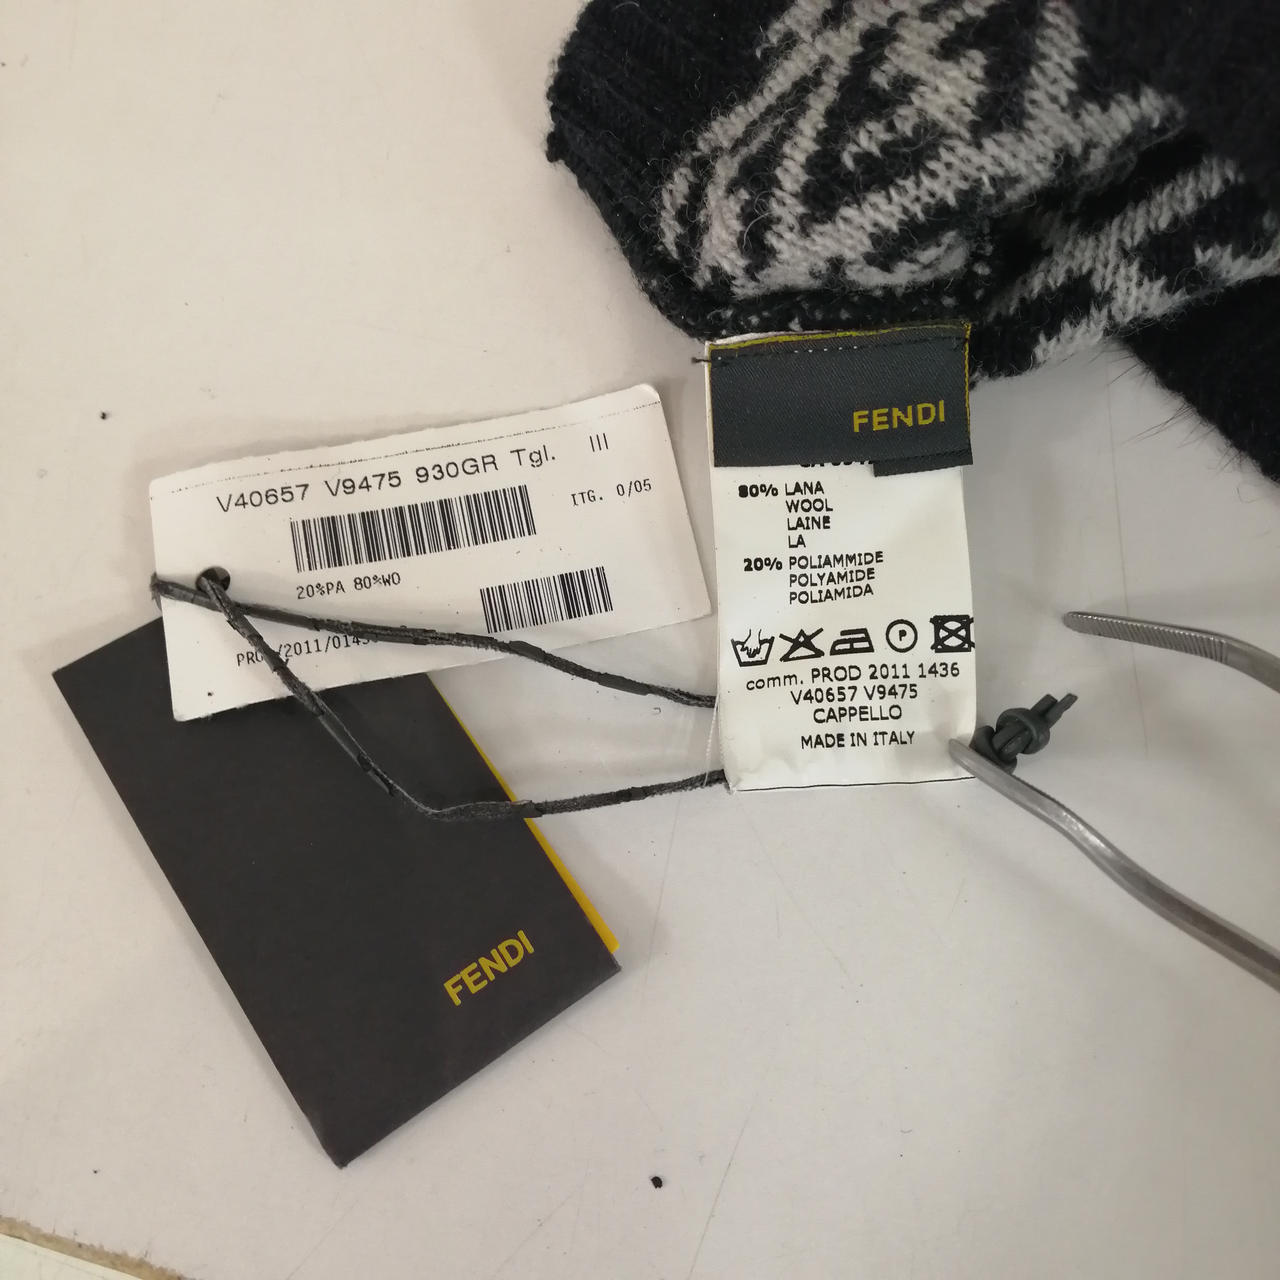 V40657 V9475 930GR Tgl. III
ITG. 0/05
20%PA 80%WO
FENDI
80% LANA
WOOL
LAINE
LA
20% POLIAMMIDE
POLYAMIDE
POLIAMIDA
P
comm. PROD 2011 1436
V40657 V9475
CAPPELLO
MADE IN ITALY
FENDI